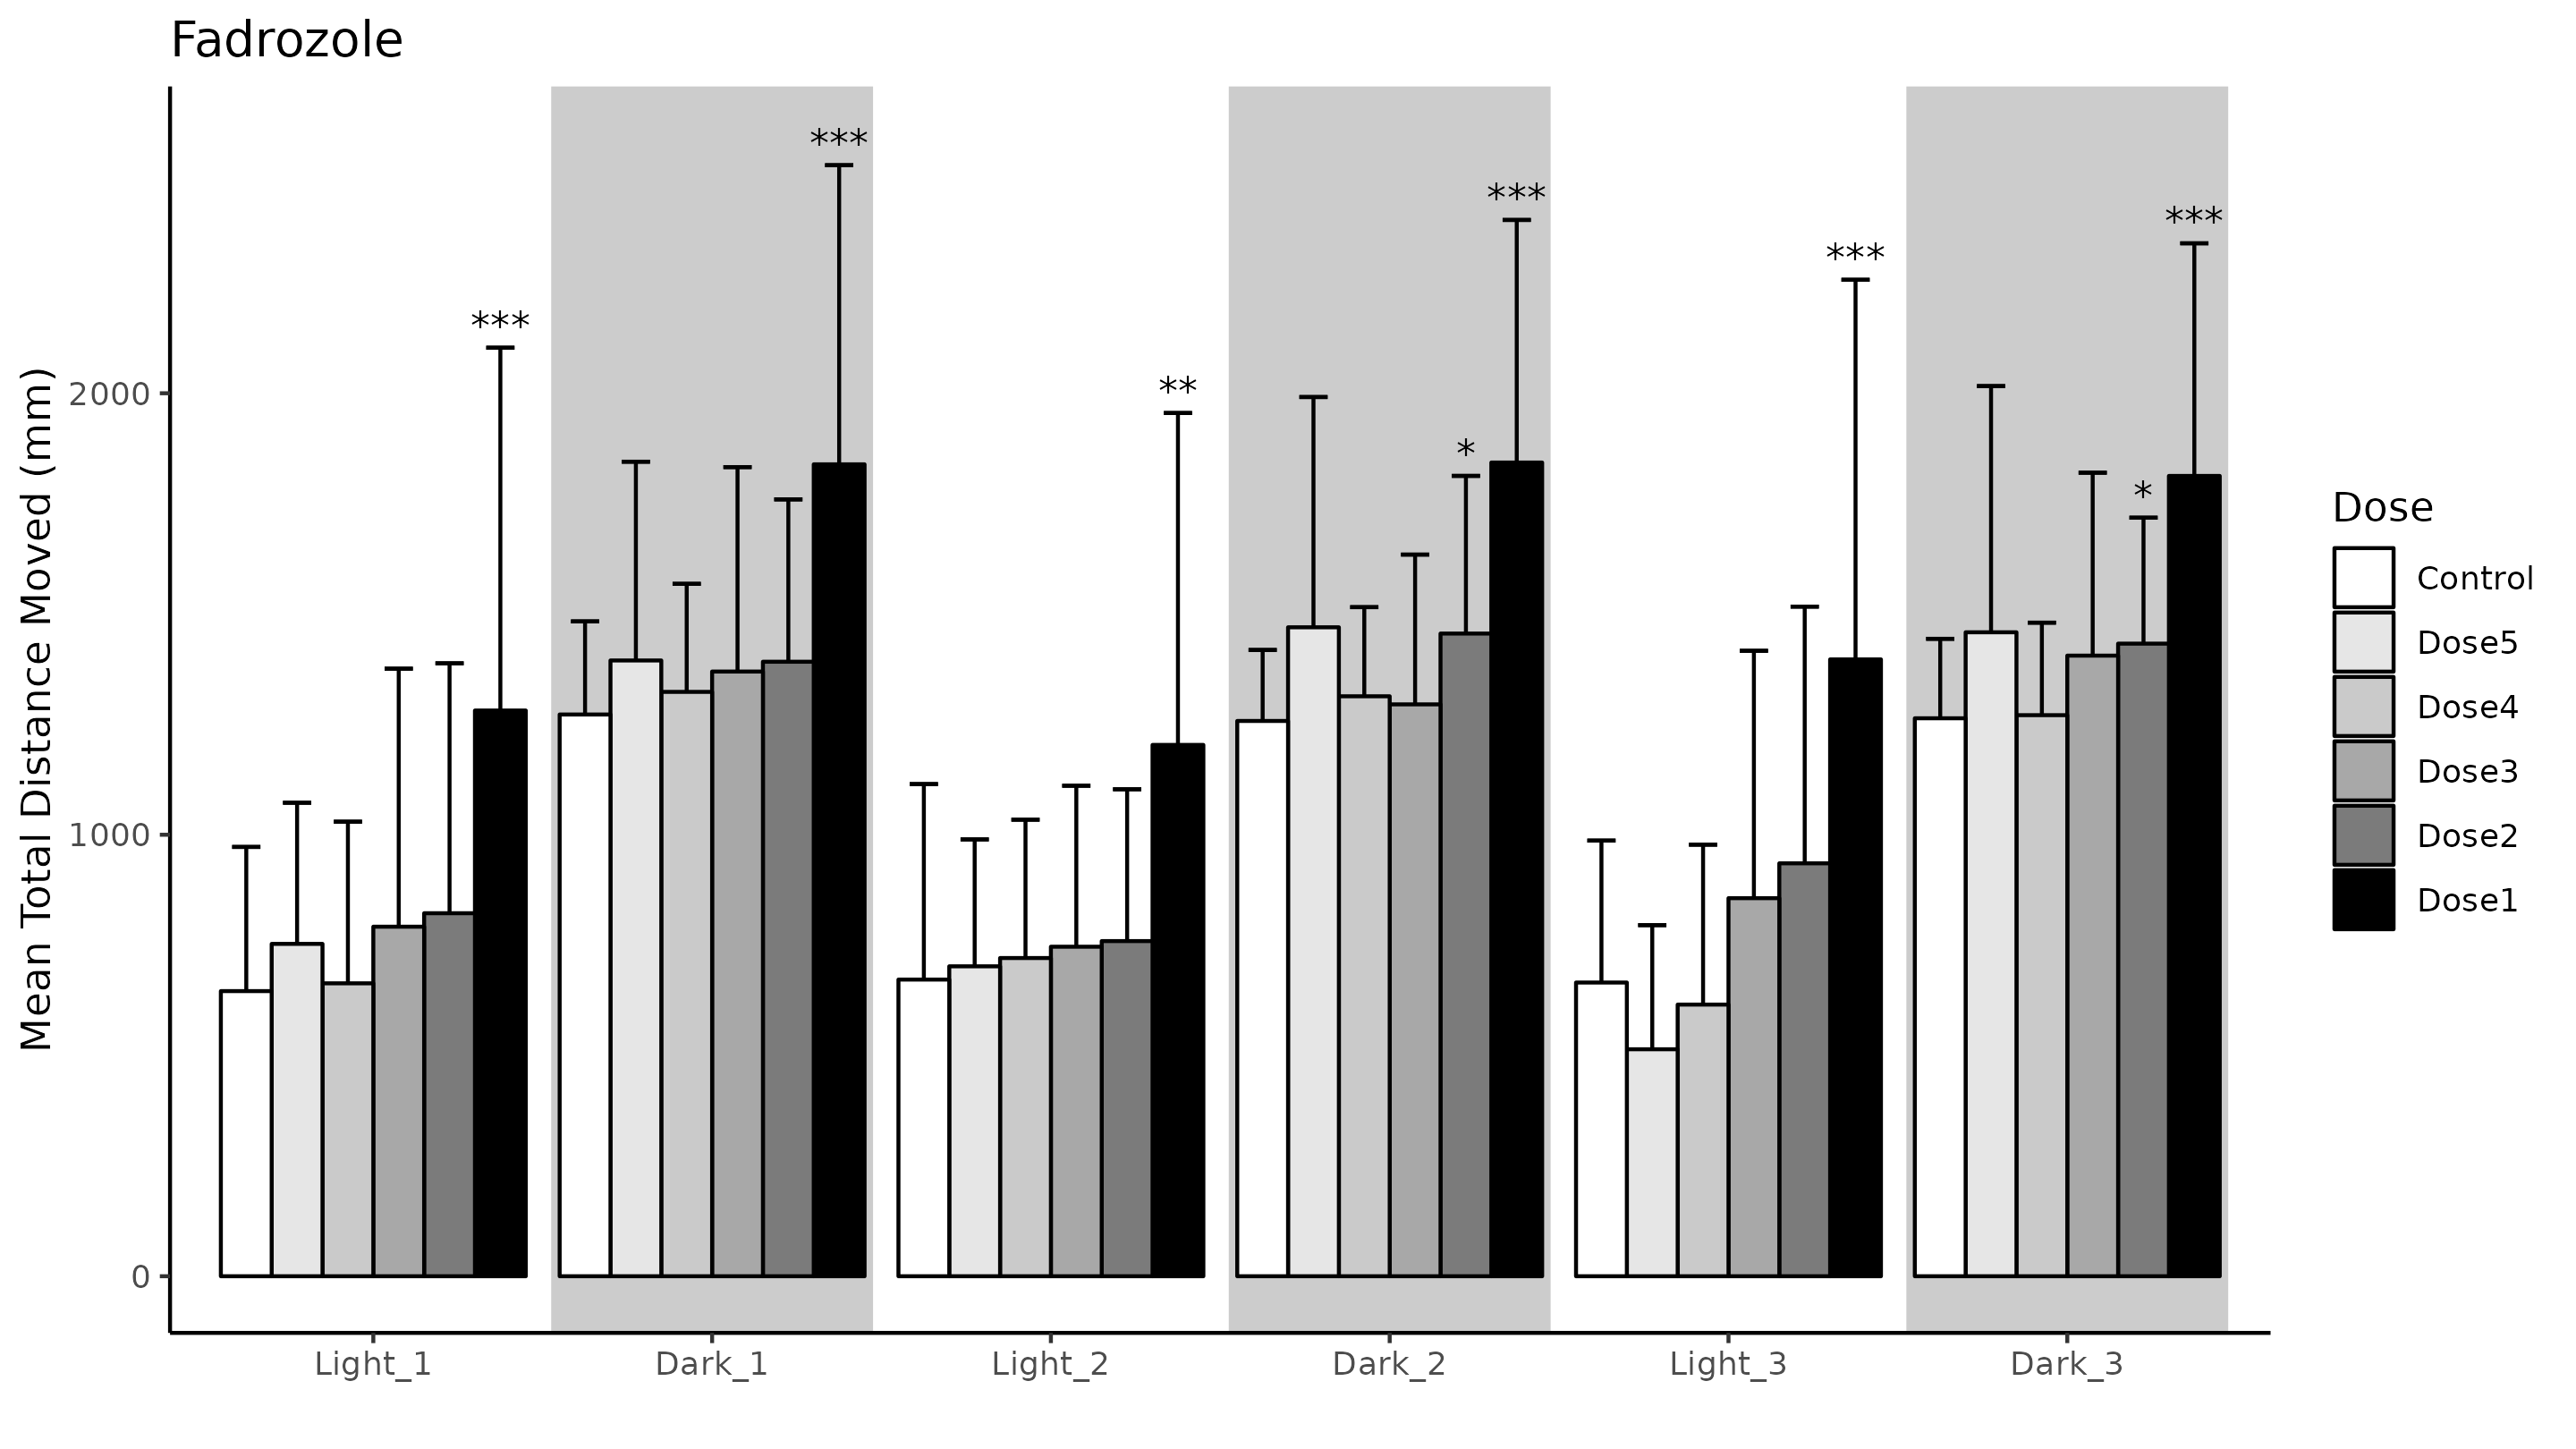 Fadrozole
Mean Total Distance Moved (mm)
2000
1000
0
***
***
**
***
*
***
***
*
Light_1
Dark_1
Light_2
Dark_2
Light_3
Dark_3
Dose
Control
Dose5
Dose4
Dose3
Dose2
Dose1